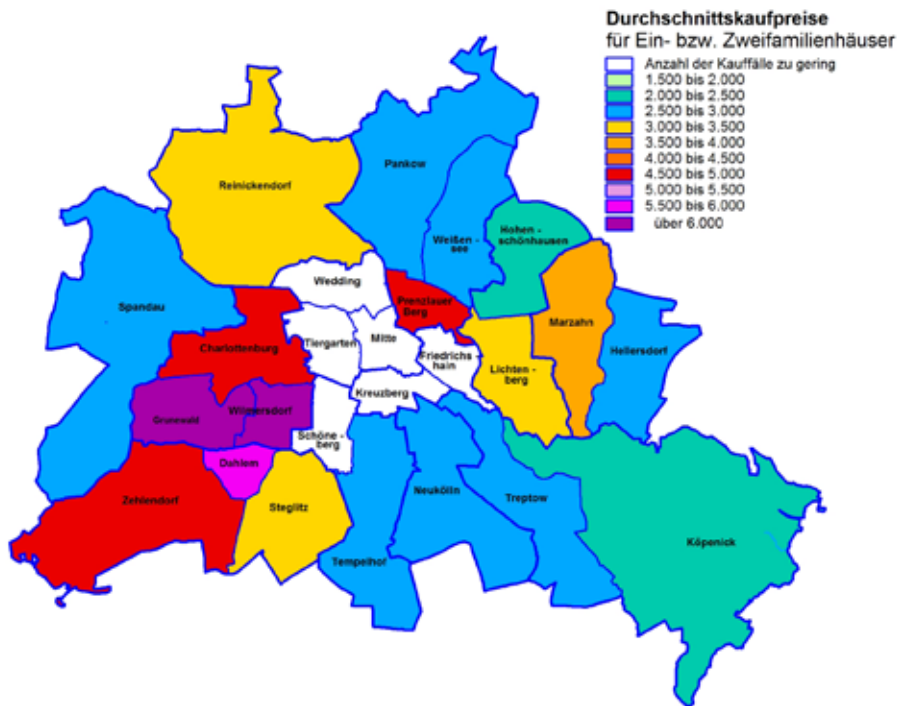 Durchschnittskaufpreise
für Ein- bzw. Zweifamilienhäuser
Anzahl der Kauffälle zu gering
1.500 bis 2.000
2.000 bis 2.500
2.500 bis 3.000
3.000 bis 3.500
3.500 bis 4.000
4.000 bis 4.500
4.500 bis 5.000
5.000 bis 5.500
5.500 bis 6.000
über 6.000
Pankow
Reinickendorf
Weißen -
see
Hohen -
schönhausen
Wedding
Spandau
Prenzlauer
Berg
Marzahn
Charlottenburg
Tiergarten
Mitte
Friedrichs
hain
Lichten -
berg
Hellersdorf
Kreuzberg
Grunewald
Wilmersdorf
Schöne -
berg
Dahlem
Zehlendorf
Steglitz
Neukölln
Treptow
Tempelhof
Köpenick